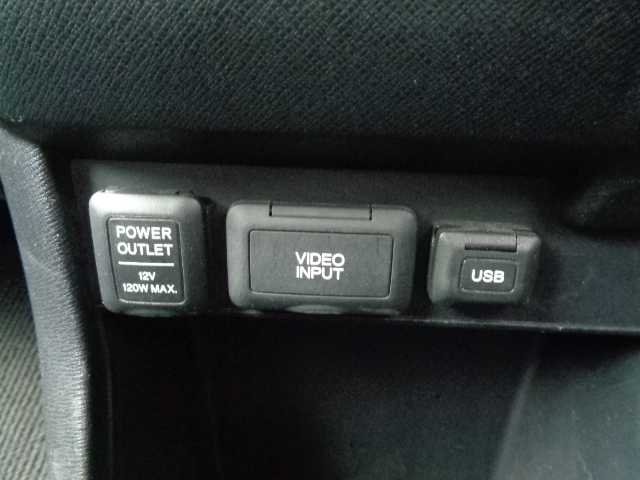 POWER
OUTLET
12V
120W MAX.
VIDEO
INPUT
USB